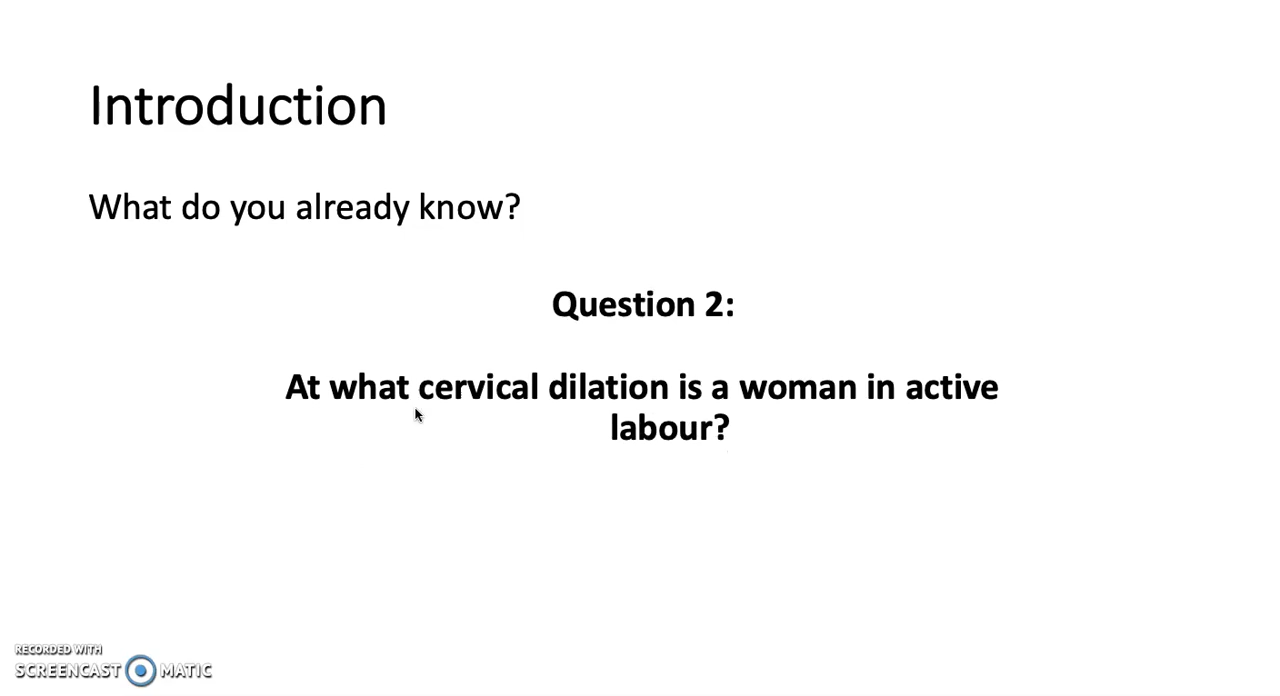 Introduction
What do you already know?
Question 2:
At what cervical dilation is a woman in active
labour?
RECORDED WITH
SCREENCAST MATIC